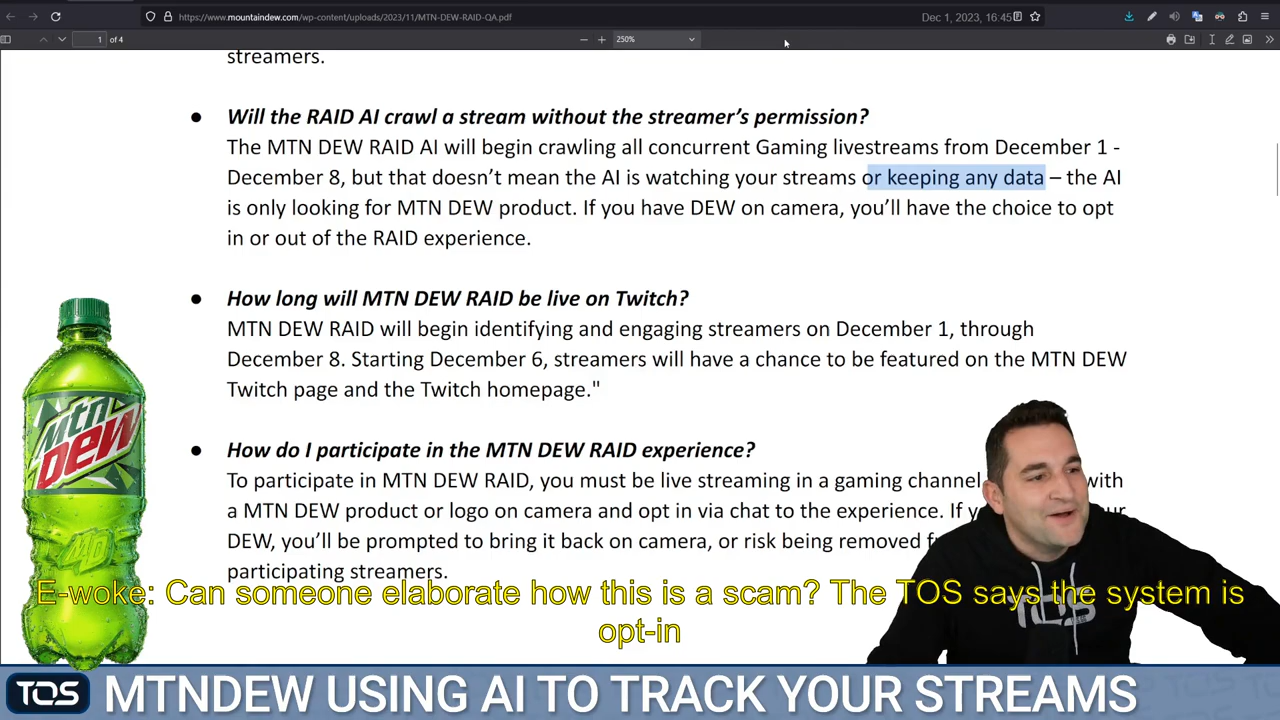 https://www.mountaindew.com/wp-content/uploads/2023/11/MTN-DEW-RAID-QA.pdf
Dec 1, 2023, 16:45
1 of 4
250%
streamers.
● Will the RAID AI crawl a stream without the streamer’s permission?
The MTN DEW RAID AI will begin crawling all concurrent Gaming livestreams from December 1 -
December 8, but that doesn’t mean the AI is watching your streams or keeping any data – the AI
is only looking for MTN DEW product. If you have DEW on camera, you’ll have the choice to opt
in or out of the RAID experience.
● How long will MTN DEW RAID be live on Twitch?
MTN DEW RAID will begin identifying and engaging streamers on December 1, through
December 8. Starting December 6, streamers will have a chance to be featured on the MTN DEW
Twitch page and the Twitch homepage."
● How do I participate in the MTN DEW RAID experience?
To participate in MTN DEW RAID, you must be live streaming in a gaming channel with
a MTN DEW product or logo on camera and opt in via chat to the experience. If
DEW, you’ll be prompted to bring it back on camera, or risk being removed
participating streamers.
mtn
DEW
MD
E-woke: Can someone elaborate how this is a scam? The TOS says the system is
opt-in
TOS
TOS MTNDEW USING AI TO TRACK YOUR STREAMS